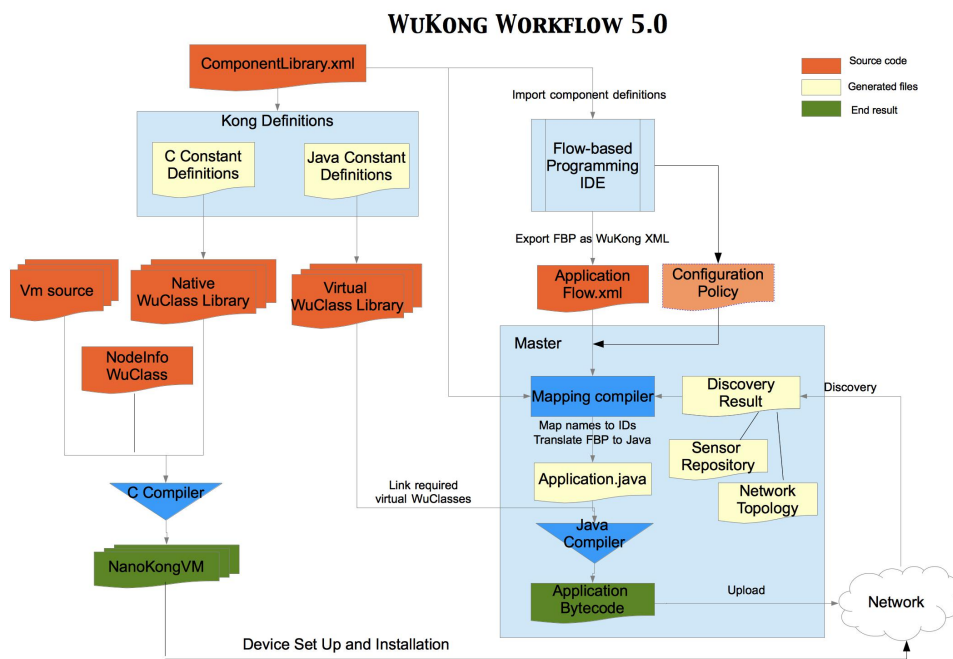 WUKONG WORKFLOW 5.0
ComponentLibrary.xml
Source code
Generated files
End result
Import component definitions
Kong Definitions
C Constant
Definitions
Java Constant
Definitions
Flow-based
Programming
IDE
Export FBP as WuKong XML
Vm source
Native
WuClass Library
Virtual
WuClass Library
Application
Flow.xml
Configuration
Policy
NodeInfo
WuClass
Master
Mapping compiler
Discovery
Result
Discovery
Map names to IDs
Translate FBP to Java
Sensor
Repository
Network
Topology
Application.java
Link required
virtual WuClasses
C Compiler
Java
Compiler
NanoKongVM
Application
Bytecode
Upload
Network
Device Set Up and Installation